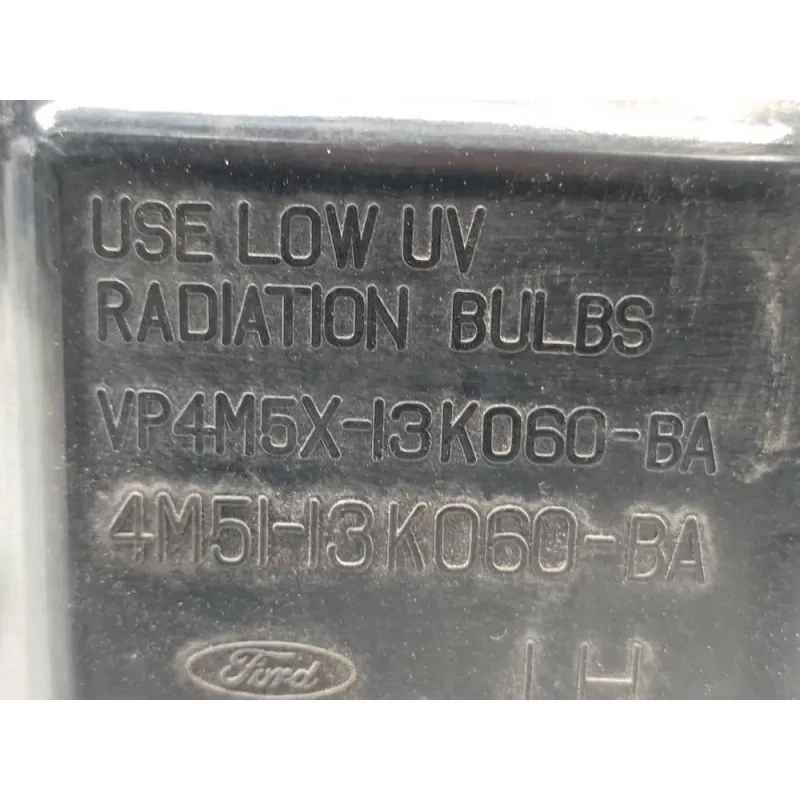 USE LOW UV
RADIATION BULBS
VP4M5X-13K060-BA
4M51-13K060-BA
Ford LH